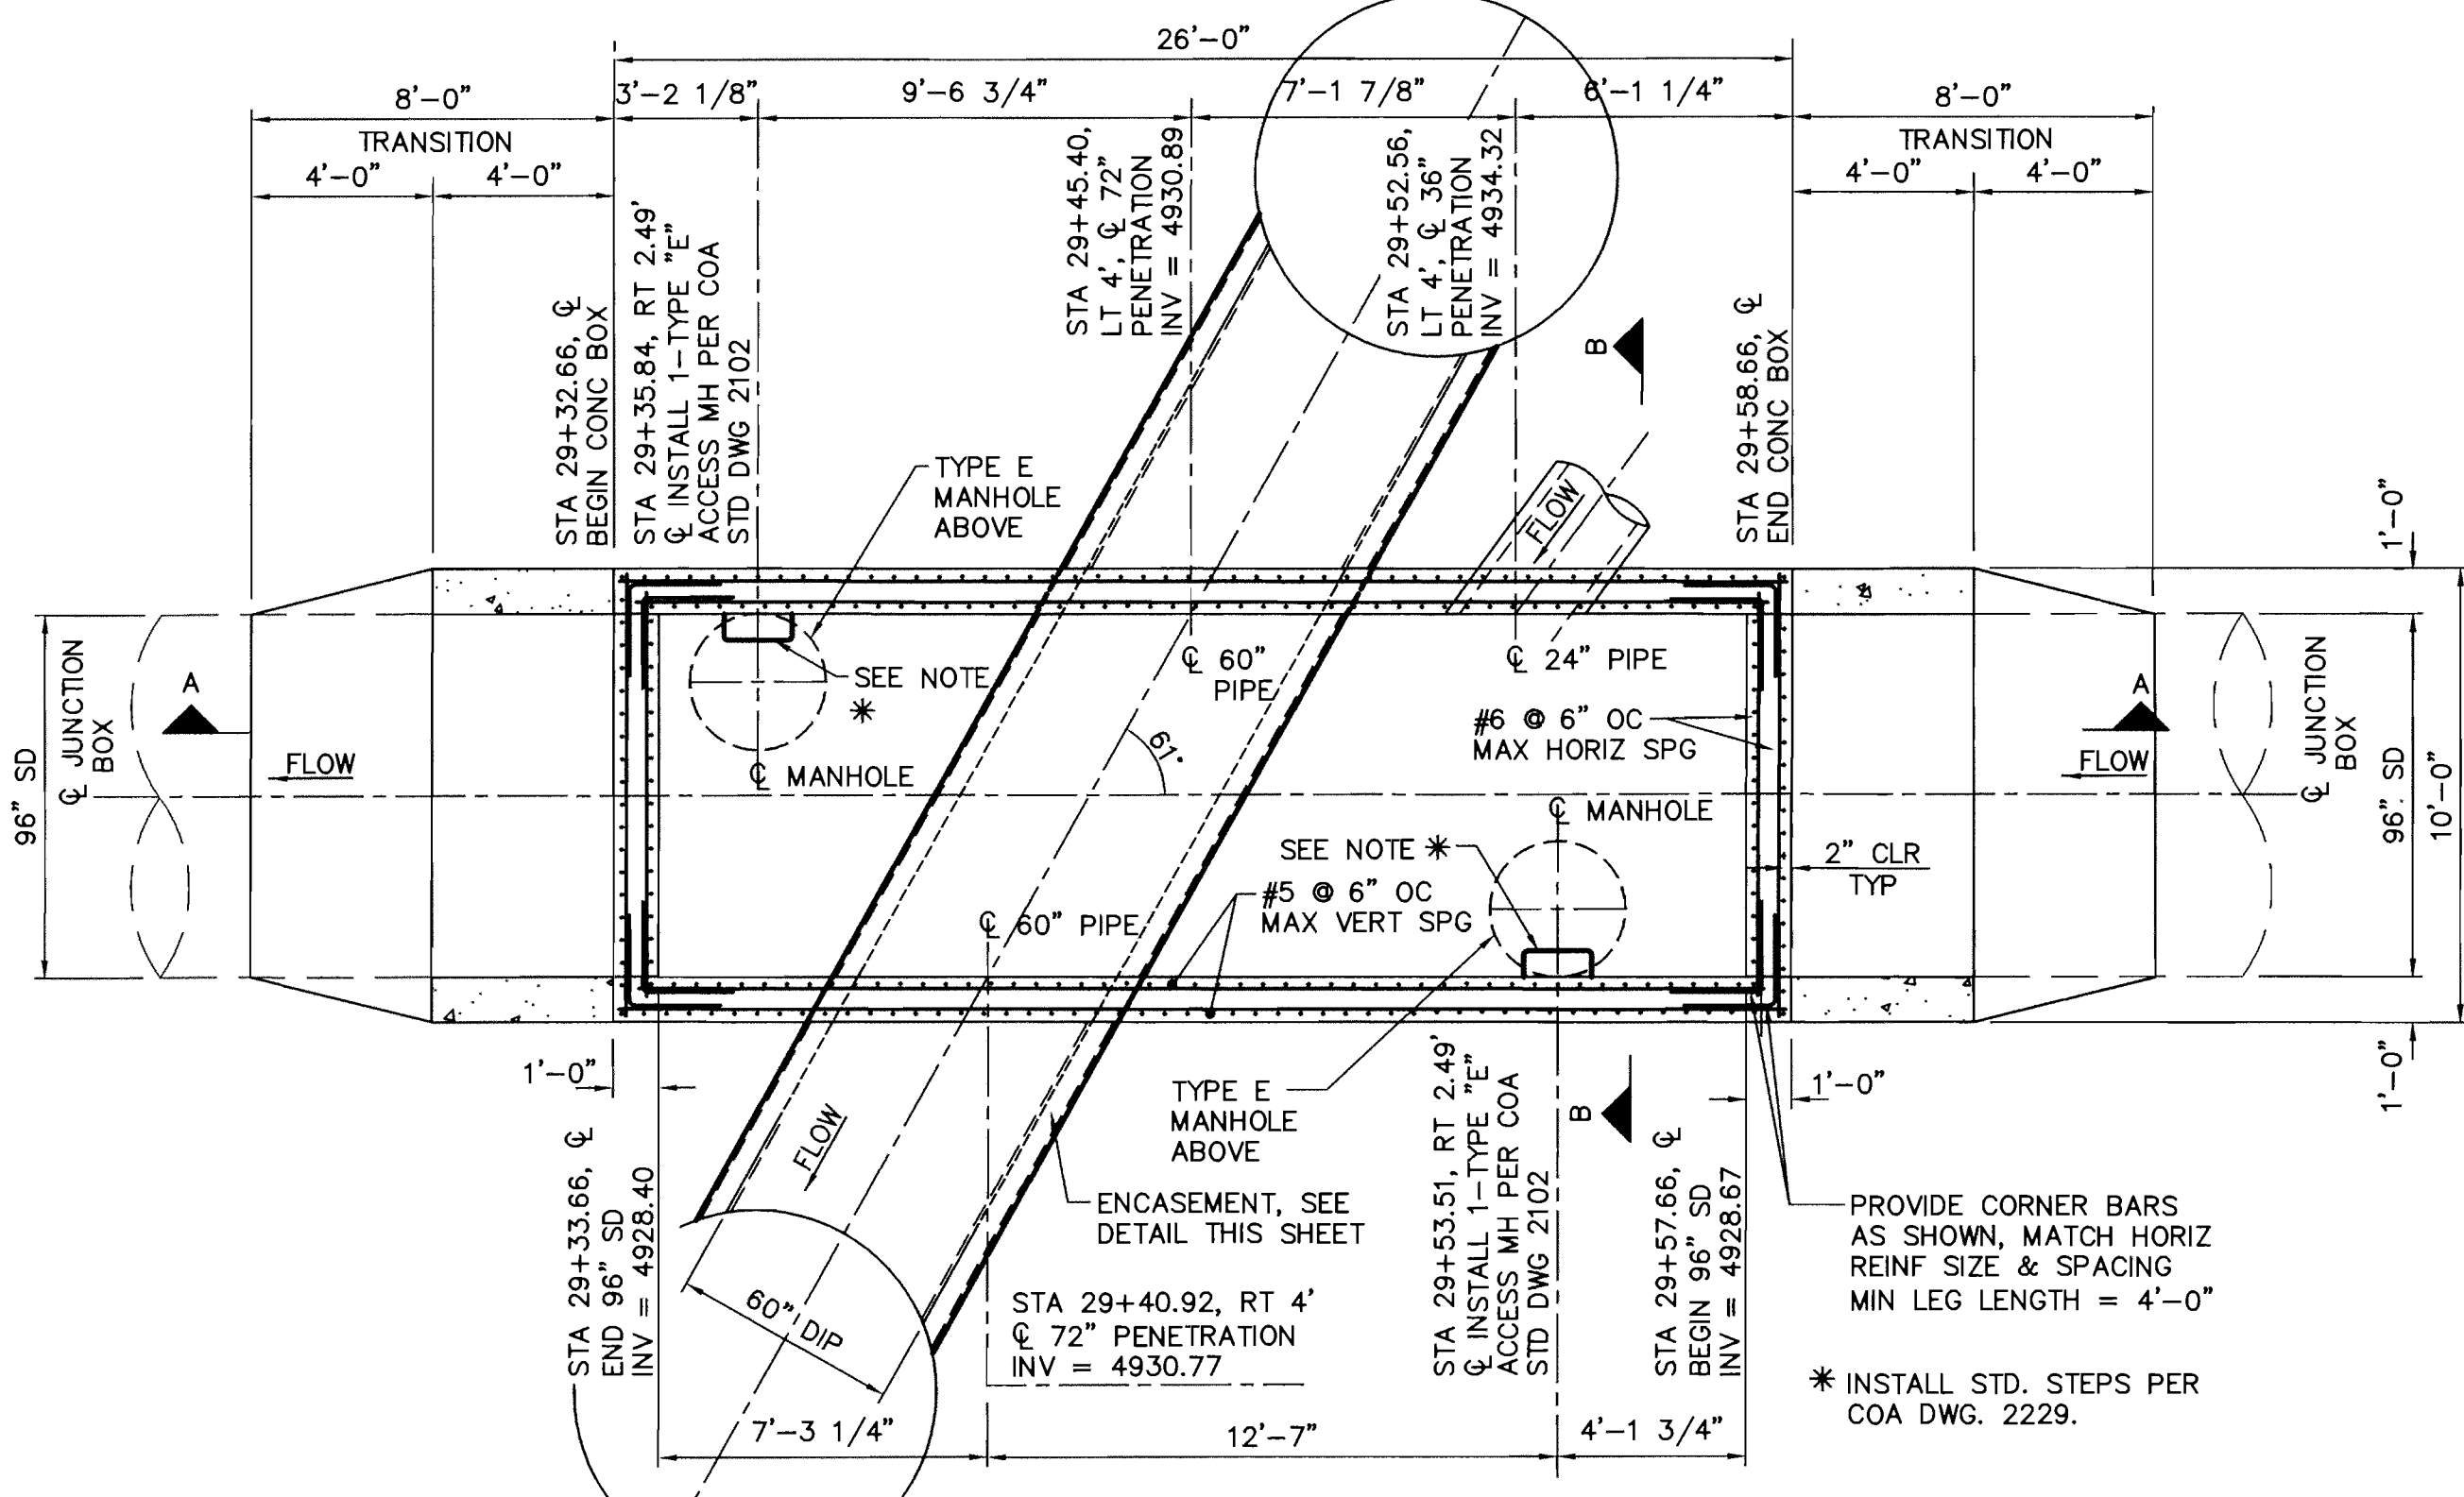 26'-0"
8'-0"
3'-2 1/8"
9'-6 3/4"
7'-1 7/8"
6'-1 1/4"
8'-0"
TRANSITION
TRANSITION
4'-0"
4'-0"
4'-0"
4'-0"
STA 29+32.66, ℄
BEGIN CONC BOX
STA 29+35.84, RT 2.49'
℄ INSTALL 1-TYPE "E"
ACCESS MH PER COA
STD DWG 2102
STA 29+45.40,
LT 4', ℄ 72"
PENETRATION
INV = 4930.89
STA 29+52.56,
LT 4', ℄ 36"
PENETRATION
INV = 4934.32
B
STA 29+58.66, ℄
END CONC BOX
1'-0"
TYPE E
MANHOLE
ABOVE
FLOW
SEE NOTE
*
℄ 60"
PIPE
℄ 24" PIPE
#6 @ 6" OC
MAX HORIZ SPG
61°
℄ MANHOLE
℄ MANHOLE
96" SD
℄ JUNCTION
BOX
A
FLOW
A
FLOW
℄ JUNCTION
BOX
96". SD
10'-0"
SEE NOTE *
#5 @ 6" OC
MAX VERT SPG
2" CLR
TYP
℄ 60" PIPE
1'-0"
1'-0"
1'-0"
TYPE E
MANHOLE
ABOVE
B
FLOW
ENCASEMENT, SEE
DETAIL THIS SHEET
STA 29+33.66, ℄
END 96" SD
INV = 4928.40
60" DIP
STA 29+40.92, RT 4'
℄ 72" PENETRATION
INV = 4930.77
STA 29+53.51, RT 2.49'
℄ INSTALL 1-TYPE "E"
ACCESS MH PER COA
STD DWG 2102
STA 29+57.66, ℄
BEGIN 96" SD
INV = 4928.67
PROVIDE CORNER BARS
AS SHOWN, MATCH HORIZ
REINF SIZE & SPACING
MIN LEG LENGTH = 4'-0"
* INSTALL STD. STEPS PER
COA DWG. 2229.
7'-3 1/4"
12'-7"
4'-1 3/4"